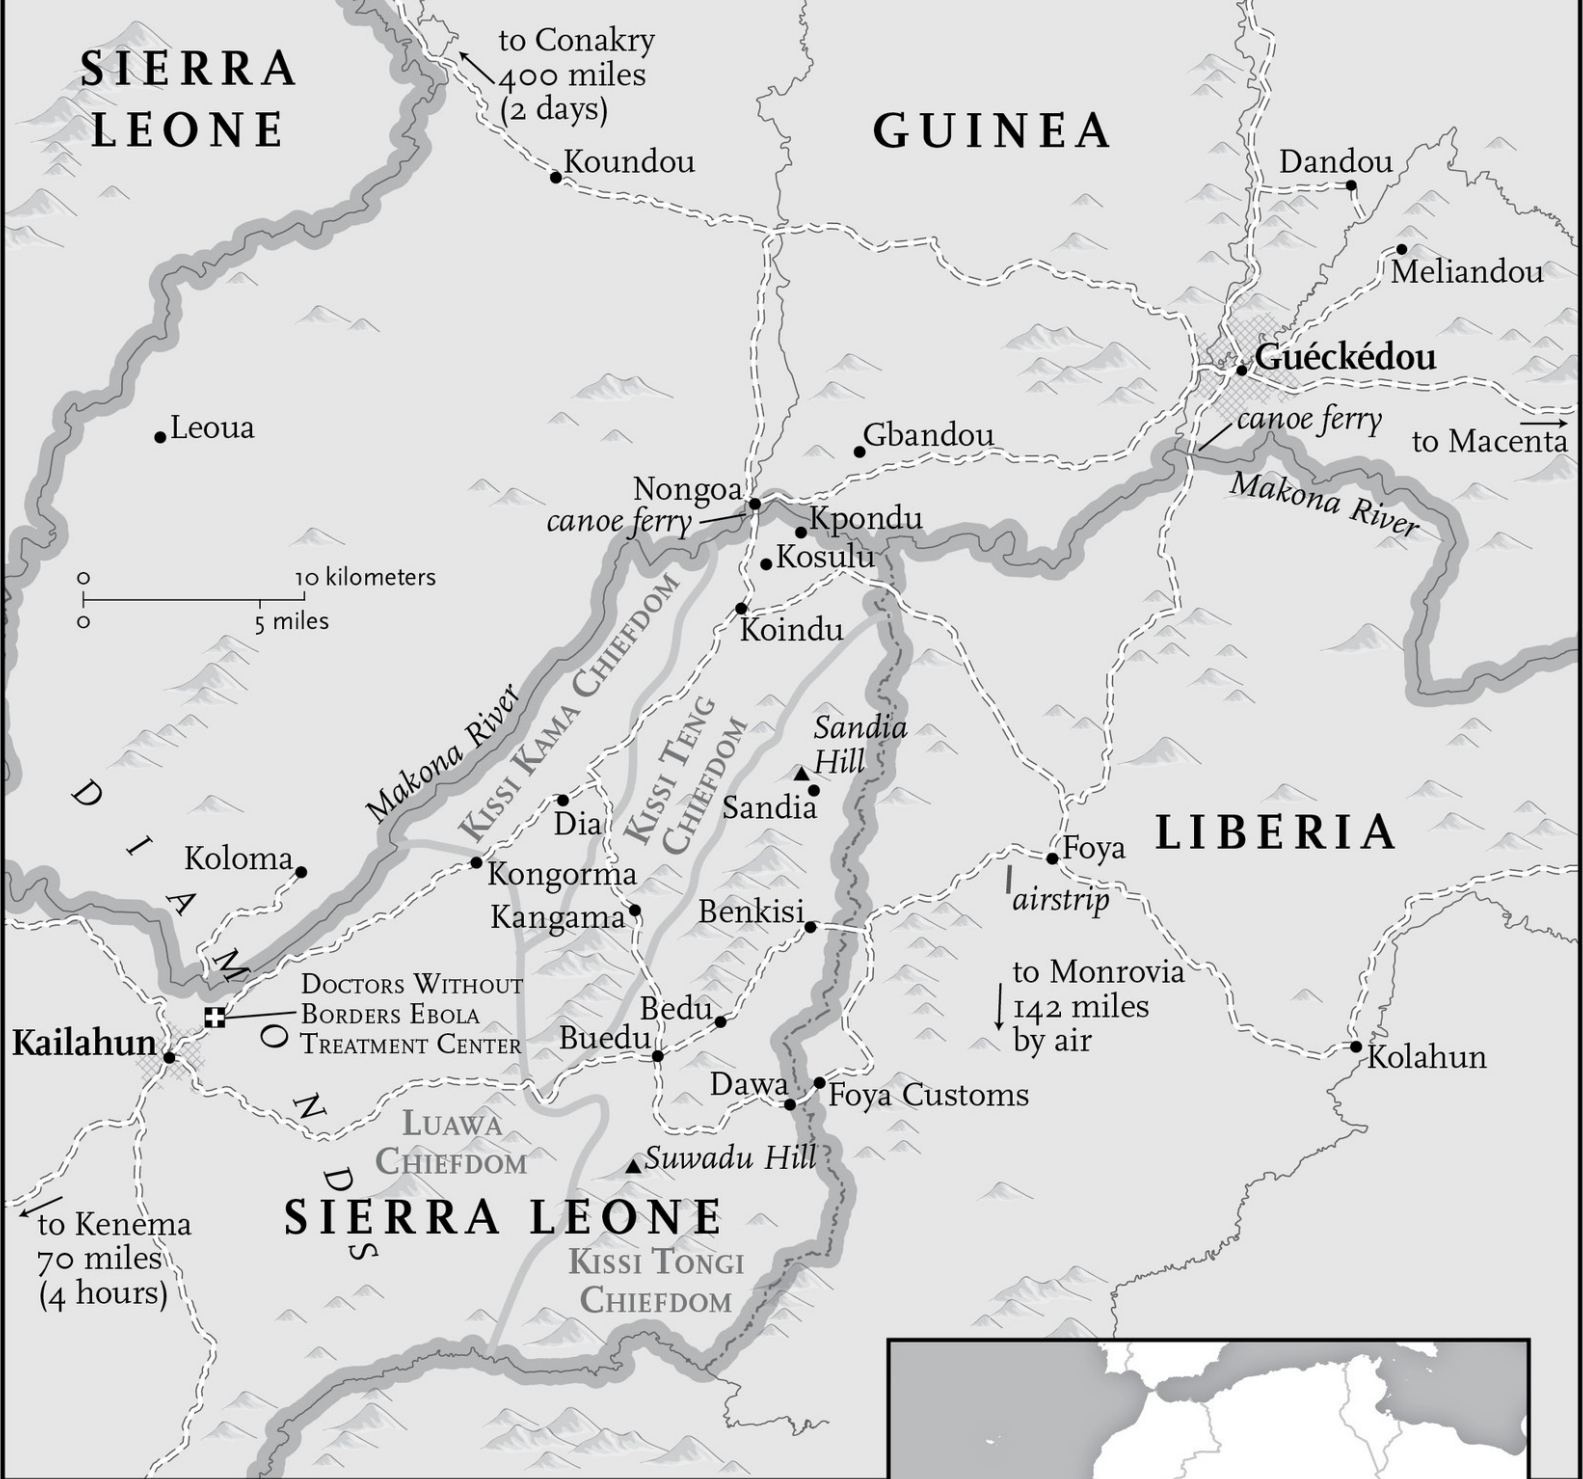 SIERRA
LEONE
to Conakry
400 miles
(2 days)
GUINEA
Koundou
Dandou
Meliandou
Guéckédou
canoe ferry
to Macenta
Leoua
Gbandou
Nongoa
canoe ferry
Makona River
Kpondu
Kosulu
0 10 kilometers
0 5 miles
Koindu
KISSI KAMA CHIEFDOM
Makona River
KISSI TENG
CHIEFDOM
Sandia
Hill
Sandia
DIAMONDS
Dia
LIBERIA
Koloma
Foya
Kongorma
airstrip
Kangama
Benkisi
DOCTORS WITHOUT
BORDERS EBOLA
TREATMENT CENTER
to Monrovia
142 miles
by air
Bedu
Kailahun
Buedu
Kolahun
Dawa
Foya Customs
LUAWA
CHIEFDOM
Suwadu Hill
SIERRA LEONE
to Kenema
70 miles
(4 hours)
KISSI TONGI
CHIEFDOM